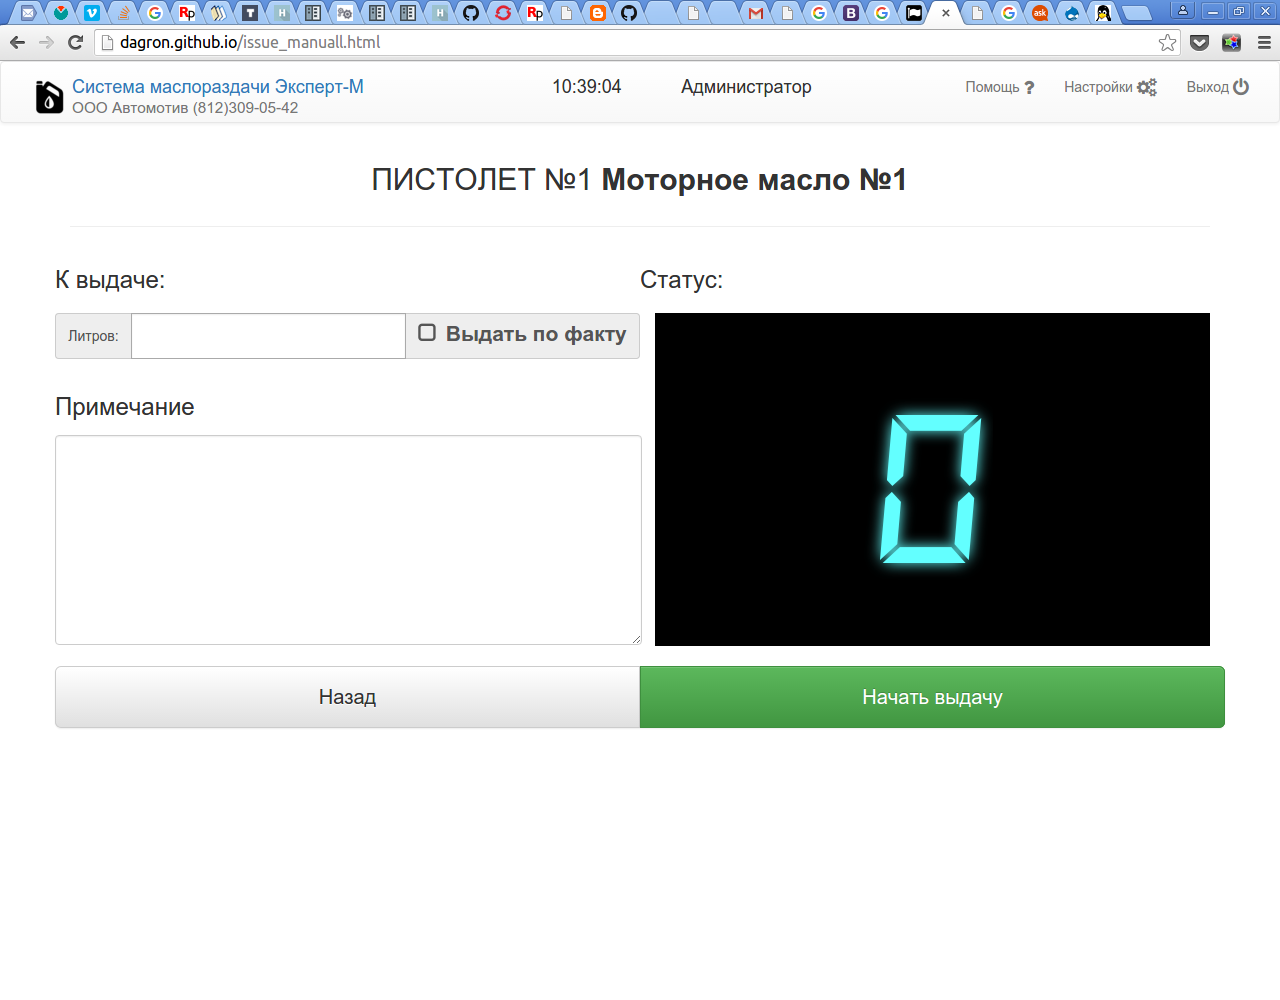 dagron.github.io/issue_manuall.html
Система маслораздачи Эксперт-М
ООО Автомотив (812)309-05-42
10:39:04
Администратор
Помощь ?
Настройки
Выход
ПИСТОЛЕТ №1 Моторное масло №1
К выдаче:
Статус:
Литров:
Выдать по факту
0
Примечание
Назад
Начать выдачу